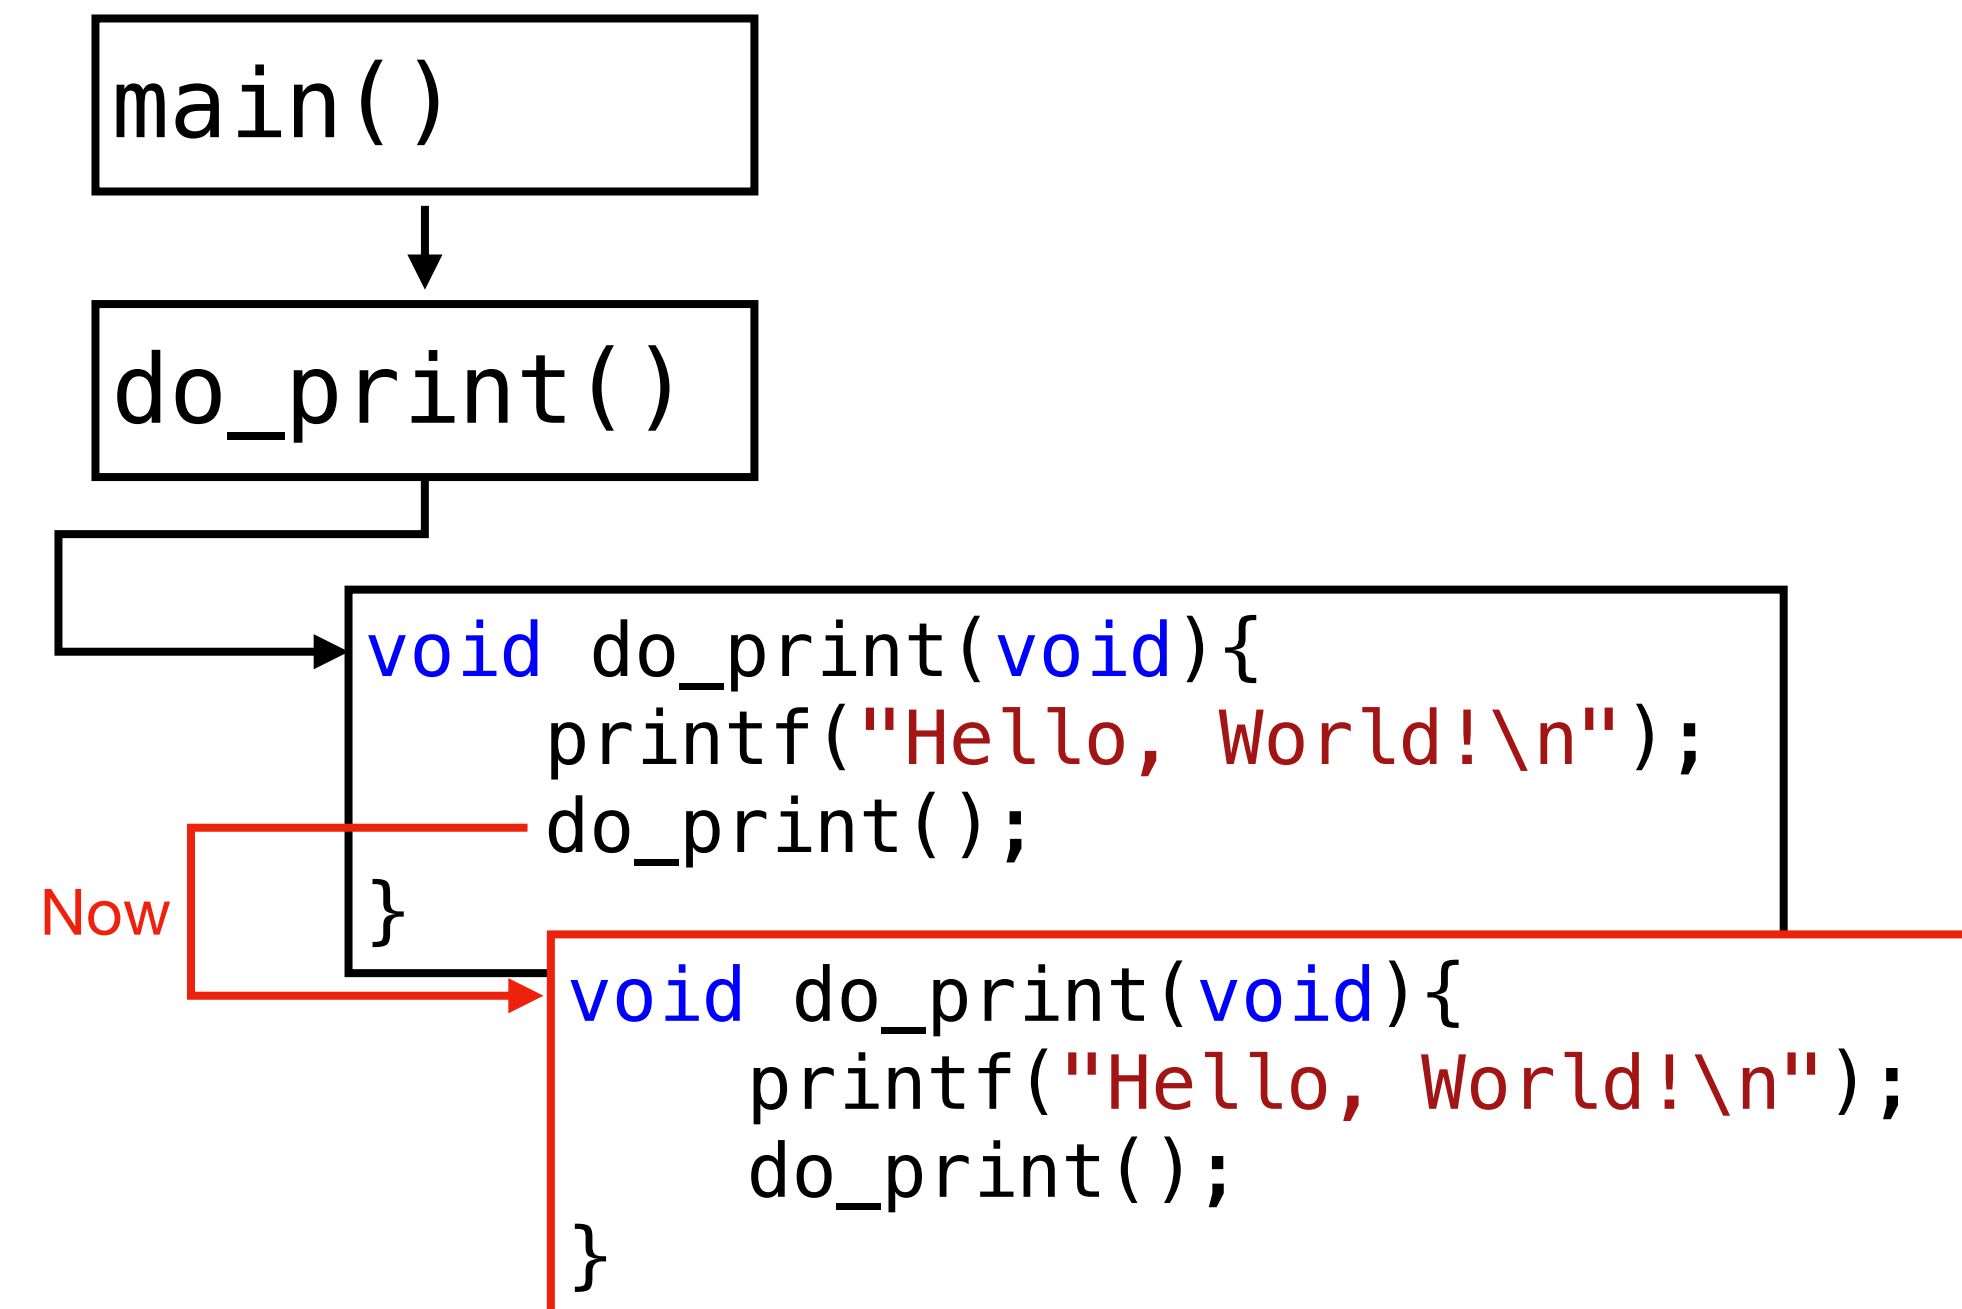 main()
do_print()
void do_print(void){
    printf("Hello, World!\n");
    do_print();
}
Now
void do_print(void){
    printf("Hello, World!\n");
    do_print();
}